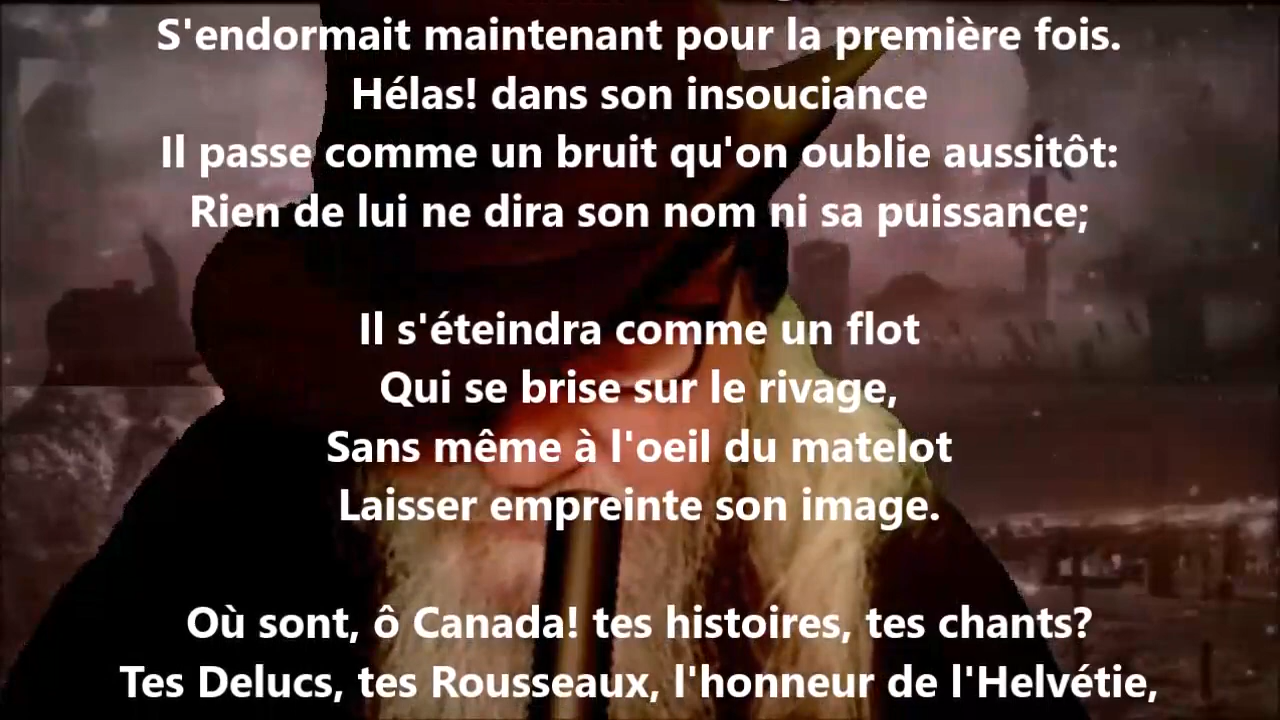 S'endormait maintenant pour la première fois.
Hélas! dans son insouciance
Il passe comme un bruit qu'on oublie aussitôt:
Rien de lui ne dira son nom ni sa puissance;
Il s'éteindra comme un flot
Qui se brise sur le rivage,
Sans même à l'oeil du matelot
Laisser empreinte son image.
Où sont, ô Canada! tes histoires, tes chants?
Tes Delucs, tes Rousseaux, l'honneur de l'Helvétie,